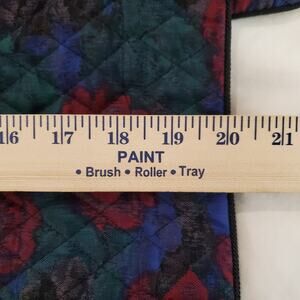 16 17 18 19 20 21
PAINT
• Brush • Roller • Tray